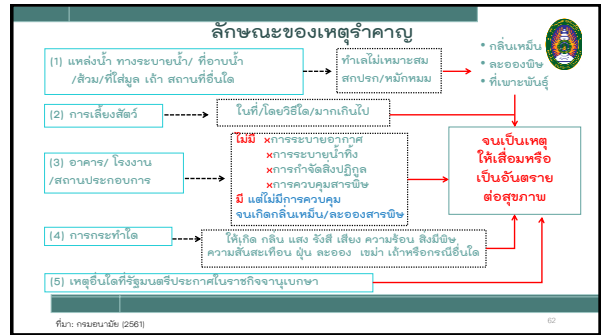 ลักษณะของเหตุรำคาญ
(1) แหล่งน้ำ ทางระบายน้ำ/ ที่อาบน้ำ
/ส้วม/ที่ใส่มูล เถ้า สถานที่อื่นใด
ทำเลไม่เหมาะสม
สกปรก/หมักหมม
• กลิ่นเหม็น
• ละอองพิษ
• ที่เพาะพันธุ์
(2) การเลี้ยงสัตว์
ในที่/โดยวิธีใด/มากเกินไป
(3) อาคาร/ โรงงาน
/สถานประกอบการ
ไม่มี ×การระบายอากาศ
×การระบายน้ำทิ้ง
×การกำจัดสิ่งปฏิกูล
×การควบคุมสารพิษ
มี แต่ไม่มีการควบคุม
จนเกิดกลิ่นเหม็น/ละอองสารพิษ
จนเป็นเหตุ
ให้เสื่อมหรือ
เป็นอันตราย
ต่อสุขภาพ
(4) การกระทำใด
ให้เกิด กลิ่น แสง รังสี เสียง ความร้อน สิ่งมีพิษ
ความสั่นสะเทือน ฝุ่น ละออง เขม่า เถ้าหรือกรณีอื่นใด
(5) เหตุอื่นใดที่รัฐมนตรีประกาศในราชกิจจานุเบกษา
ที่มา: กรมอนามัย (2561)
62